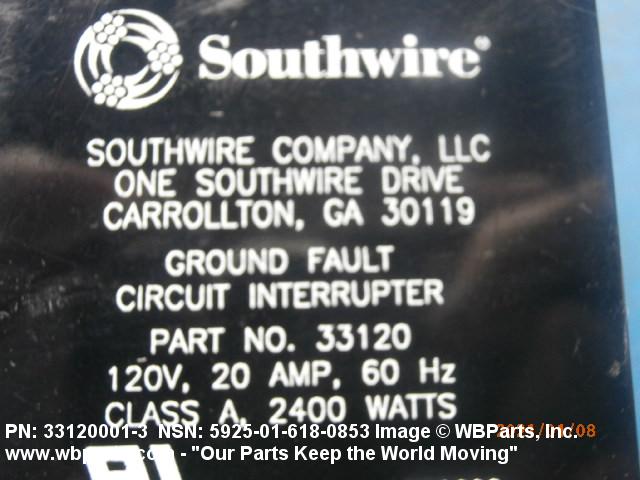 Southwire®
SOUTHWIRE COMPANY, LLC
ONE SOUTHWIRE DRIVE
CARROLLTON, GA 30119
GROUND FAULT
CIRCUIT INTERRUPTER
PART NO. 33120
120V, 20 AMP, 60 Hz
CLASS A, 2400 WATTS
PN: 33120001-3 NSN: 5925-01-618-0853 Image © WBParts, Inc.
- "Our Parts Keep the World Moving"